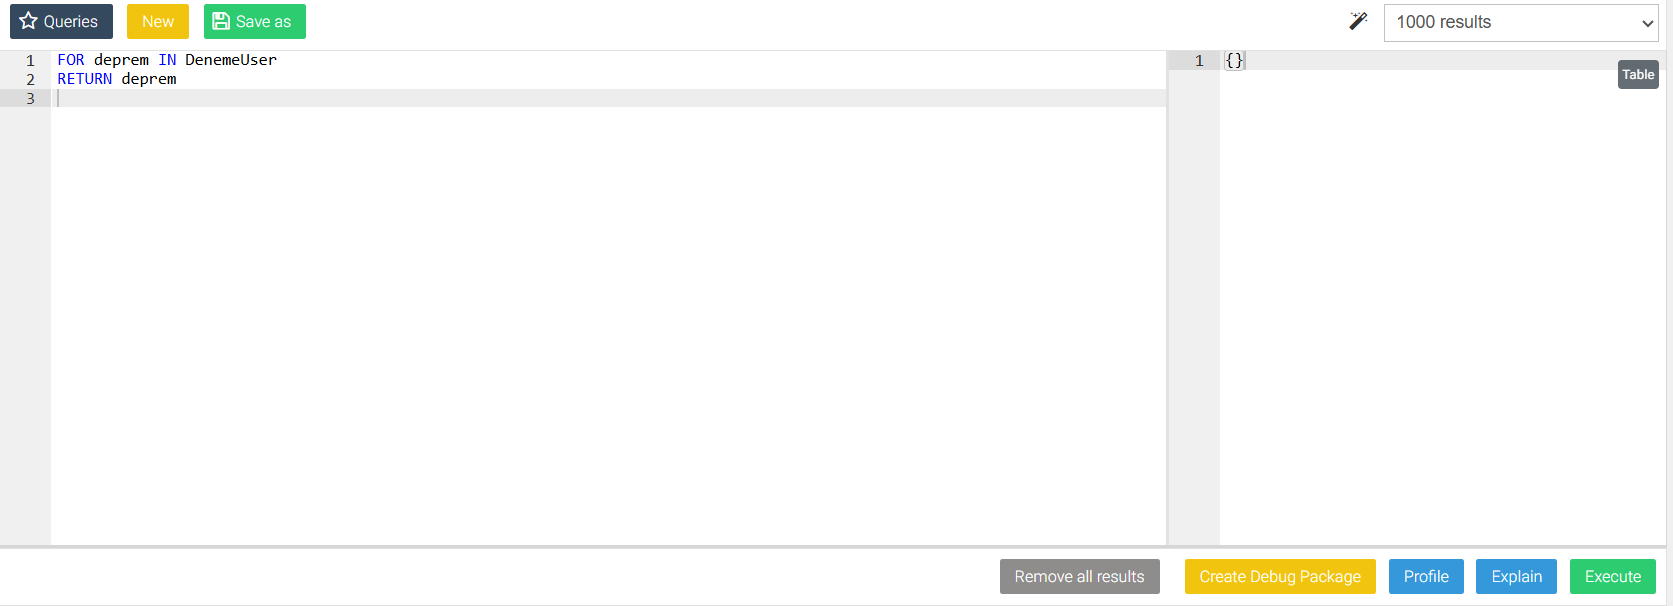 Queries New Save as 1000 results
1 FOR deprem IN DenemeUser
2 RETURN deprem
3
1 {}
Table
Remove all results Create Debug Package Profile Explain Execute